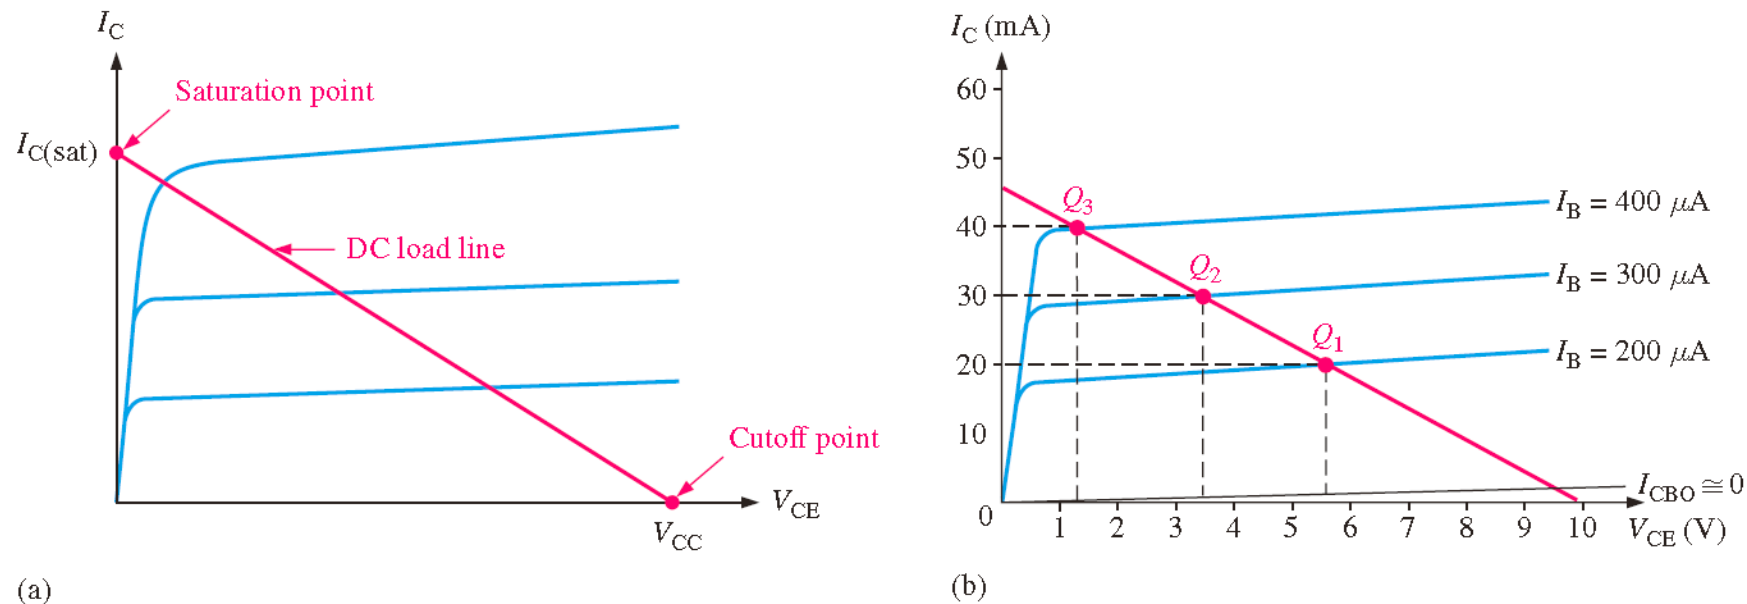 I_C
Saturation point
I_C(sat)
DC load line
Cutoff point
V_CE
V_CC
(a)
I_C (mA)
60
50
40
30
20
10
0
Q_3
Q_2
Q_1
I_B = 400 μA
I_B = 300 μA
I_B = 200 μA
I_CBO ≅ 0
1 2 3 4 5 6 7 8 9 10
V_CE (V)
(b)